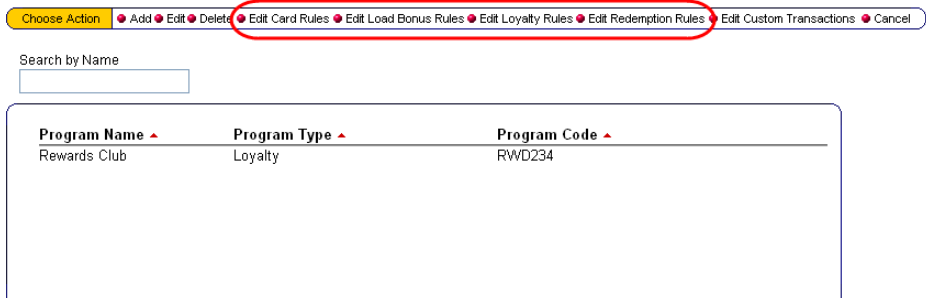 Choose Action Add Edit Delete Edit Card Rules Edit Load Bonus Rules Edit Loyalty Rules Edit Redemption Rules Edit Custom Transactions Cancel
Search by Name
Program Name Program Type Program Code
Rewards Club Loyalty RWD234